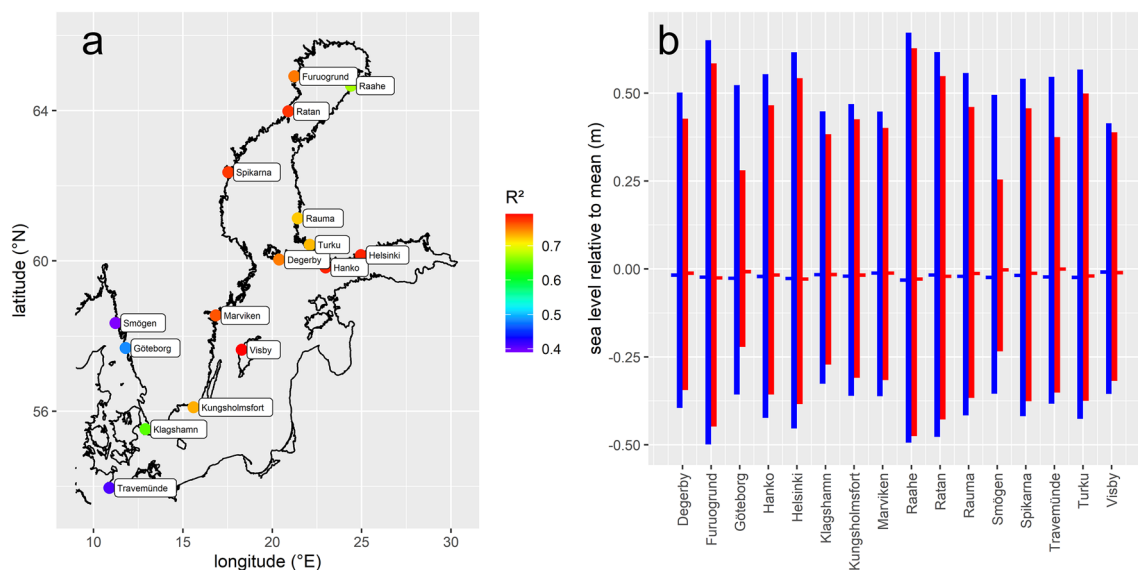 a
64
60
56
latitude (°N)
10
15
20
25
30
longitude (°E)
Furuogrund
Raahe
Ratan
Spikarna
Rauma
Turku
Helsinki
Degerby
Hanko
Marviken
Smögen
Göteborg
Visby
Kungsholmsfort
Klagshamn
Travemünde
R²
0.7
0.6
0.5
0.4
b
sea level relative to mean (m)
0.50
0.25
0.00
-0.25
-0.50
Degerby
Furuogrund
Göteborg
Hanko
Helsinki
Klagshamn
Kungsholmsfort
Marviken
Raahe
Ratan
Rauma
Smögen
Spikarna
Travemünde
Turku
Visby